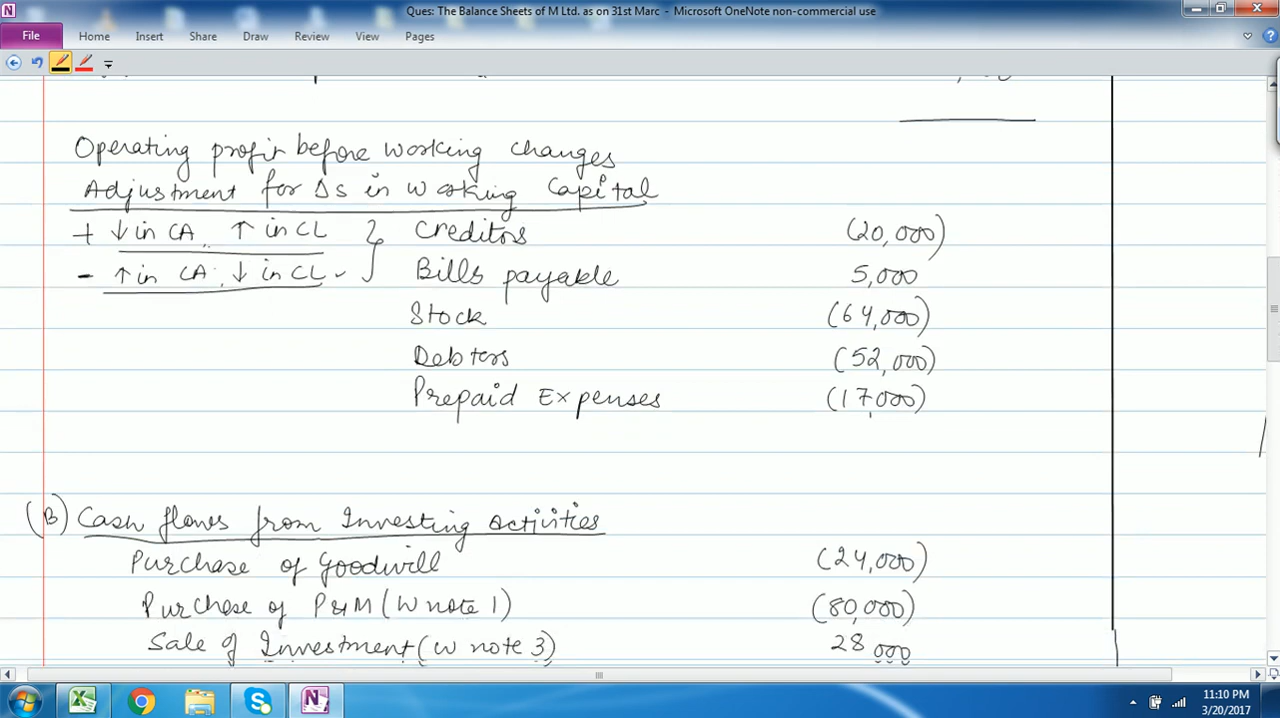 Ques: The Balance Sheets of M Ltd. as on 31st Marc - Microsoft OneNote non-commercial use
File Home Insert Share Draw Review View Pages
Operating profit before working changes
Adjustment for Δs in working Capital
+ ↓ in CA, ↑ in CL Creditors (20,000)
- ↑ in CA, ↓ in CL Bills payable 5,000
Stock (64,000)
Debtors (52,000)
Prepaid Expenses (17,000)
(B) Cash flows from Investing activities
Purchase of Goodwill (24,000)
Purchase of P&M (W note 1) (80,000)
Sale of Investment (W note 3) 28,000
11:10 PM
3/20/2017